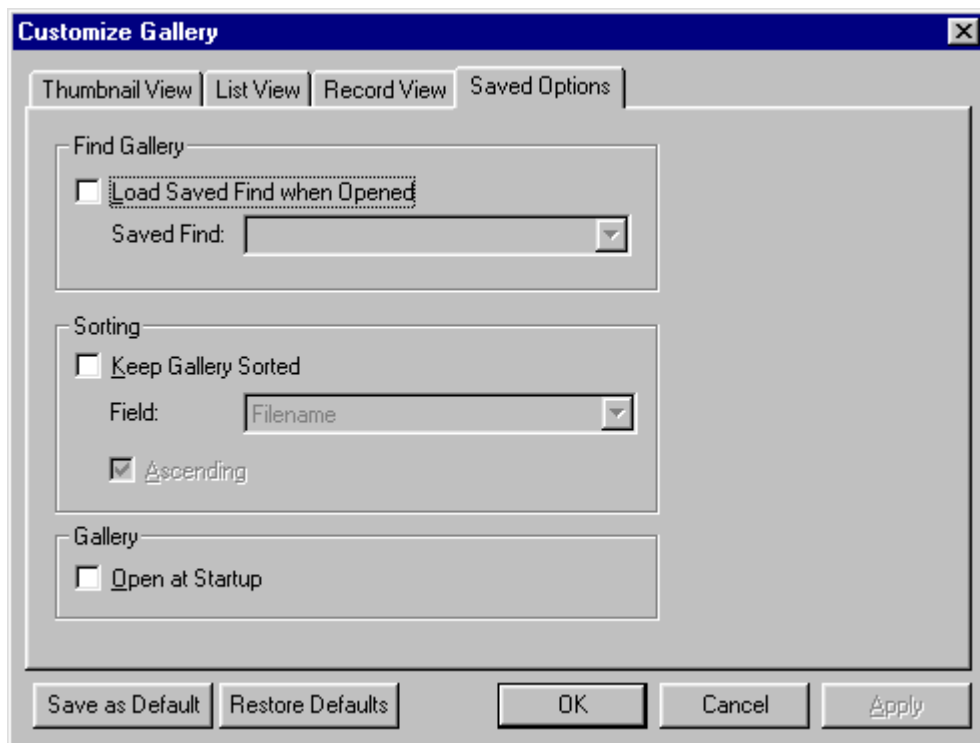 Customize Gallery
Thumbnail View List View Record View Saved Options
Find Gallery
Load Saved Find when Opened
Saved Find:
Sorting
Keep Gallery Sorted
Field: Filename
Ascending
Gallery
Open at Startup
Save as Default Restore Defaults OK Cancel Apply